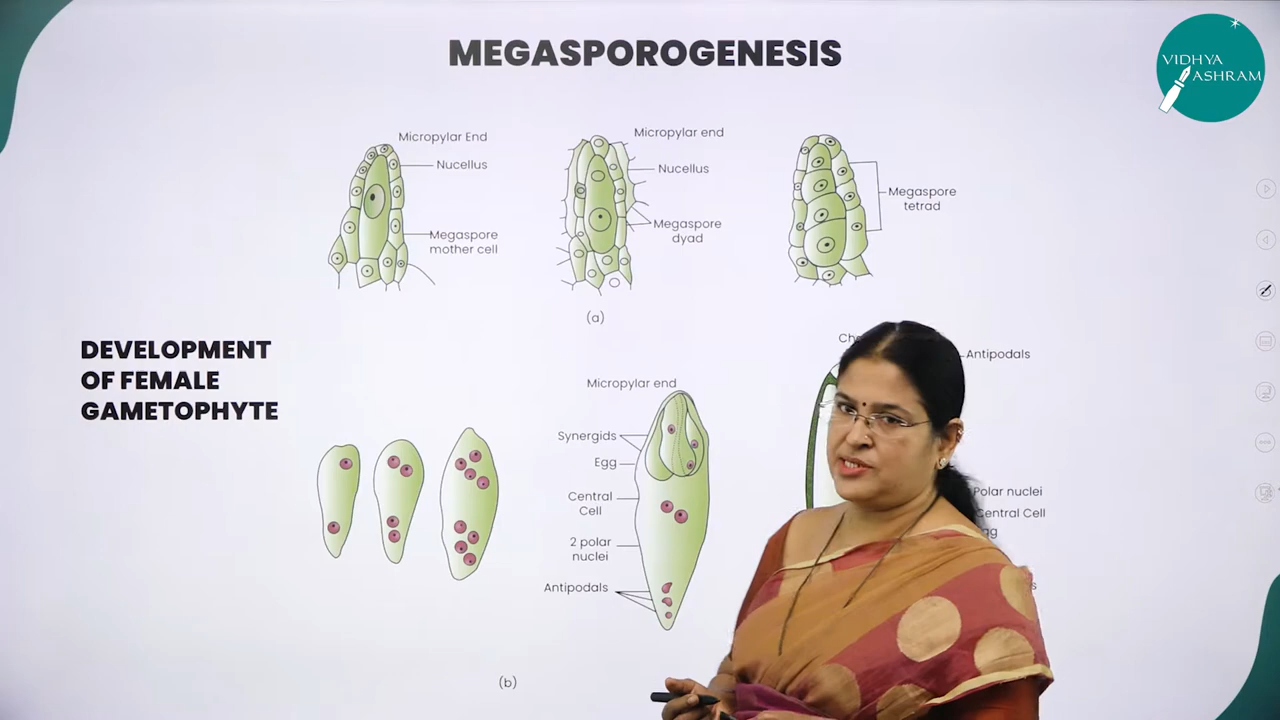 MEGASPOROGENESIS
VIDHYA
ASHRAM
Micropylar End
Nucellus
Megaspore
mother cell
Micropylar end
Nucellus
Megaspore
dyad
Megaspore
tetrad
(a)
DEVELOPMENT
OF FEMALE
GAMETOPHYTE
Micropylar end
Synergids
Egg
Central
Cell
2 polar
nuclei
Antipodals
Antipodals
Polar nuclei
Central Cell
(b)